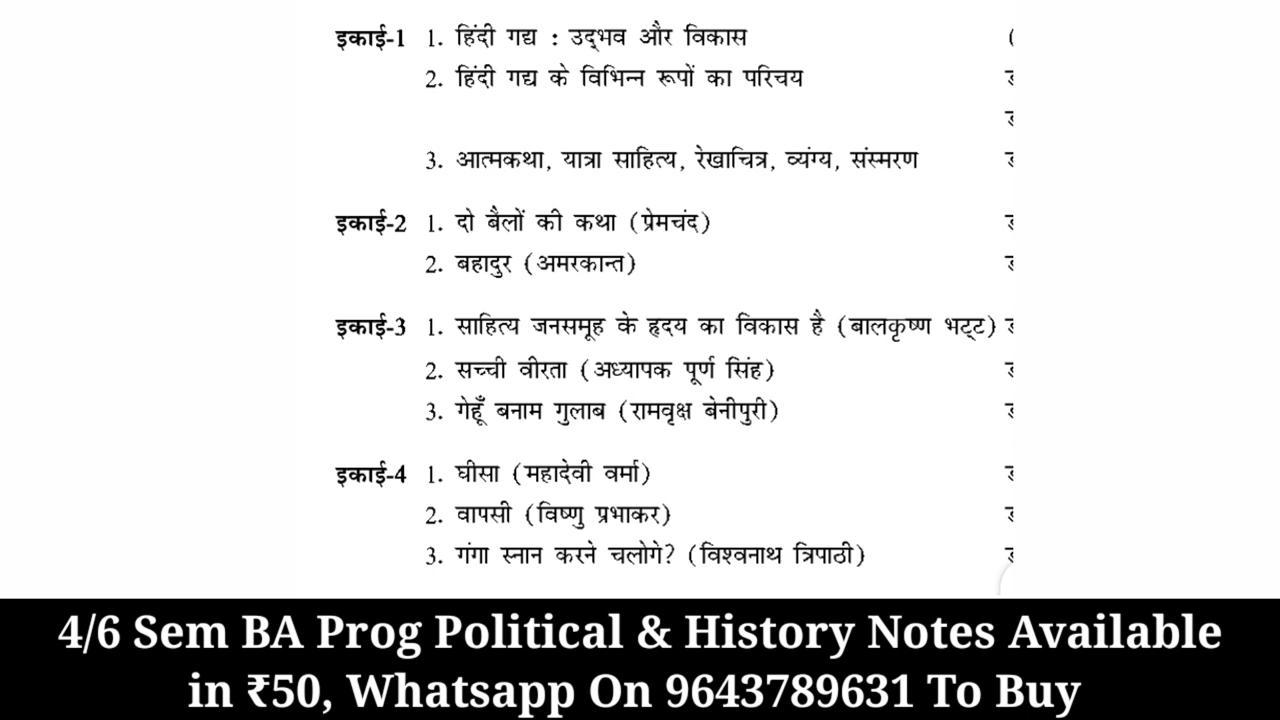 इकाई-1 1. हिंदी गद्य : उद्‌भव और विकास
2. हिंदी गद्य के विभिन्न रूपों का परिचय
3. आत्मकथा, यात्रा साहित्य, रेखाचित्र, व्यंग्य, संस्मरण
इकाई-2 1. दो बैलों की कथा (प्रेमचंद)
2. बहादुर (अमरकान्त)
इकाई-3 1. साहित्य जनसमूह के हृदय का विकास है (बालकृष्ण भट्‌ट)
2. सच्ची वीरता (अध्यापक पूर्ण सिंह)
3. गेहूँ बनाम गुलाब (रामवृक्ष बेनीपुरी)
इकाई-4 1. घीसा (महादेवी वर्मा)
2. वापसी (विष्णु प्रभाकर)
3. गंगा स्नान करने चलोगे? (विश्वनाथ त्रिपाठी)
4/6 Sem BA Prog Political & History Notes Available
in ₹50, Whatsapp On 9643789631 To Buy